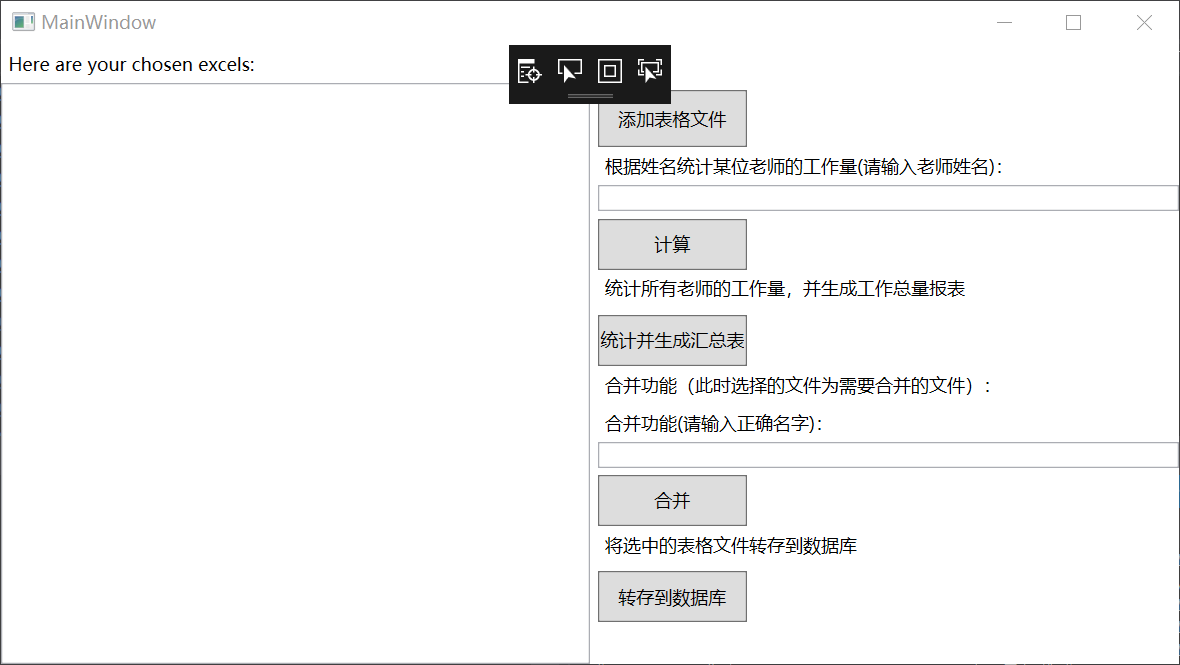 MainWindow
Here are your chosen excels:
添加表格文件
根据姓名统计某位老师的工作量(请输入老师姓名)：
计算
统计所有老师的工作量，并生成工作总量报表
统计并生成汇总表
合并功能（此时选择的文件为需要合并的文件）：
合并功能(请输入正确名字)：
合并
将选中的表格文件转存到数据库
转存到数据库